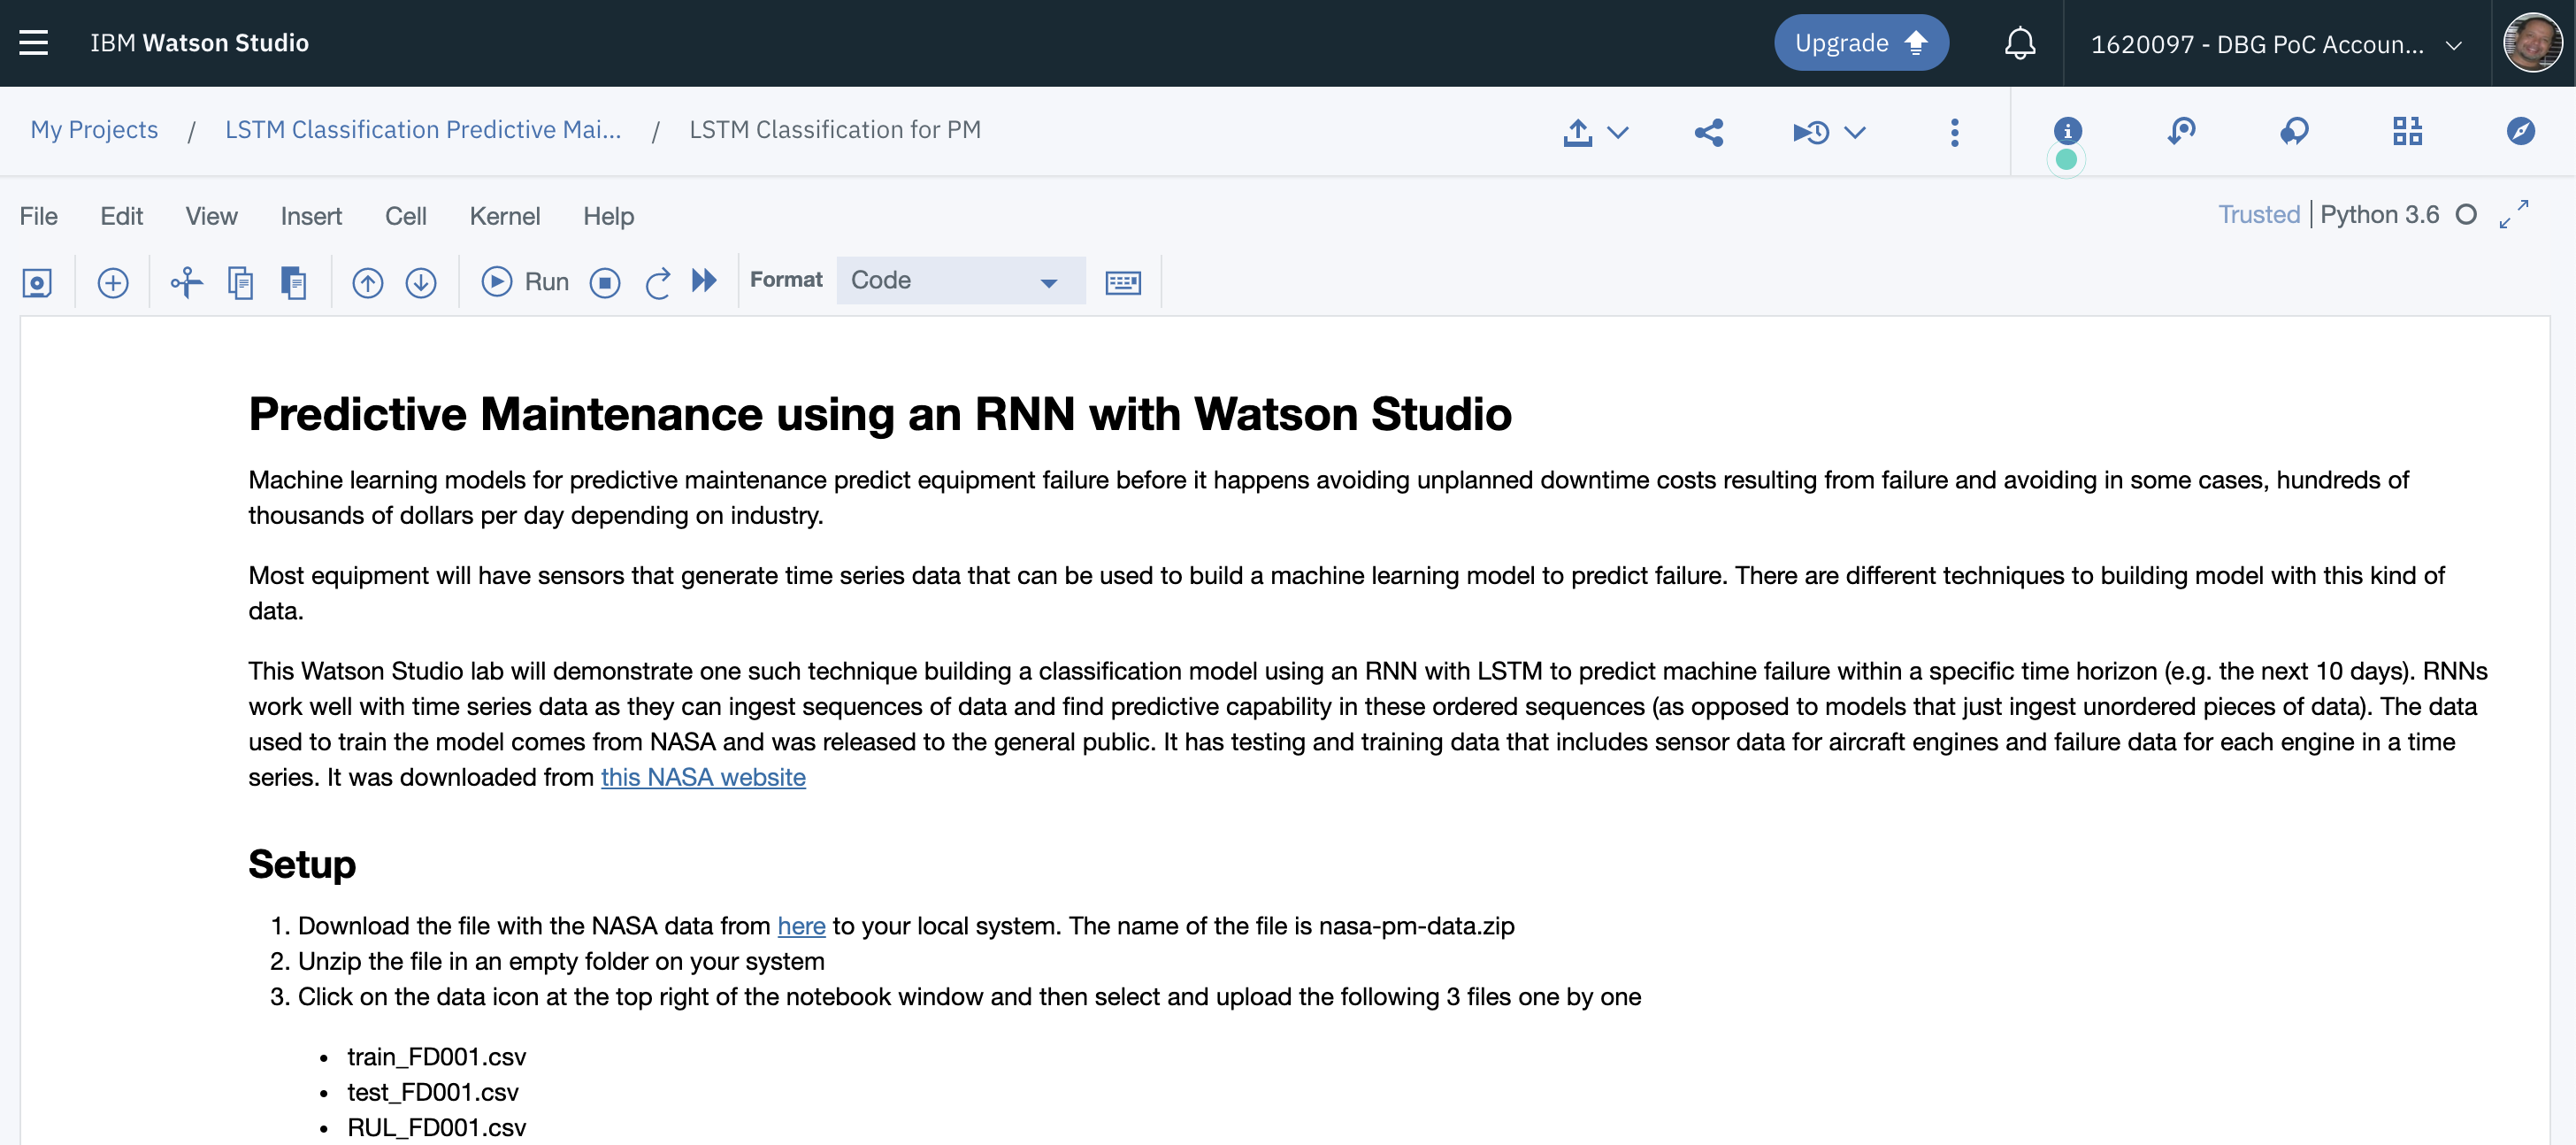 IBM Watson Studio
Upgrade
1620097 - DBG PoC Accoun...
My Projects / LSTM Classification Predictive Mai... / LSTM Classification for PM
File Edit View Insert Cell Kernel Help
Trusted | Python 3.6
Run
Format
Code
Predictive Maintenance using an RNN with Watson Studio
Machine learning models for predictive maintenance predict equipment failure before it happens avoiding unplanned downtime costs resulting from failure and avoiding in some cases, hundreds of
thousands of dollars per day depending on industry.
Most equipment will have sensors that generate time series data that can be used to build a machine learning model to predict failure. There are different techniques to building model with this kind of
data.
This Watson Studio lab will demonstrate one such technique building a classification model using an RNN with LSTM to predict machine failure within a specific time horizon (e.g. the next 10 days). RNNs
work well with time series data as they can ingest sequences of data and find predictive capability in these ordered sequences (as opposed to models that just ingest unordered pieces of data). The data
used to train the model comes from NASA and was released to the general public. It has testing and training data that includes sensor data for aircraft engines and failure data for each engine in a time
series. It was downloaded from this NASA website
Setup
1. Download the file with the NASA data from here to your local system. The name of the file is nasa-pm-data.zip
2. Unzip the file in an empty folder on your system
3. Click on the data icon at the top right of the notebook window and then select and upload the following 3 files one by one
• train_FD001.csv
• test_FD001.csv
• RUL_FD001.csv